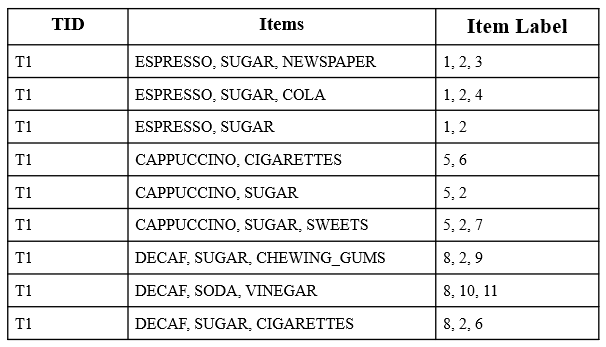 TID Items Item Label
T1 ESPRESSO, SUGAR, NEWSPAPER 1, 2, 3
T1 ESPRESSO, SUGAR, COLA 1, 2, 4
T1 ESPRESSO, SUGAR 1, 2
T1 CAPPUCCINO, CIGARETTES 5, 6
T1 CAPPUCCINO, SUGAR 5, 2
T1 CAPPUCCINO, SUGAR, SWEETS 5, 2, 7
T1 DECAF, SUGAR, CHEWING_GUMS 8, 2, 9
T1 DECAF, SODA, VINEGAR 8, 10, 11
T1 DECAF, SUGAR, CIGARETTES 8, 2, 6